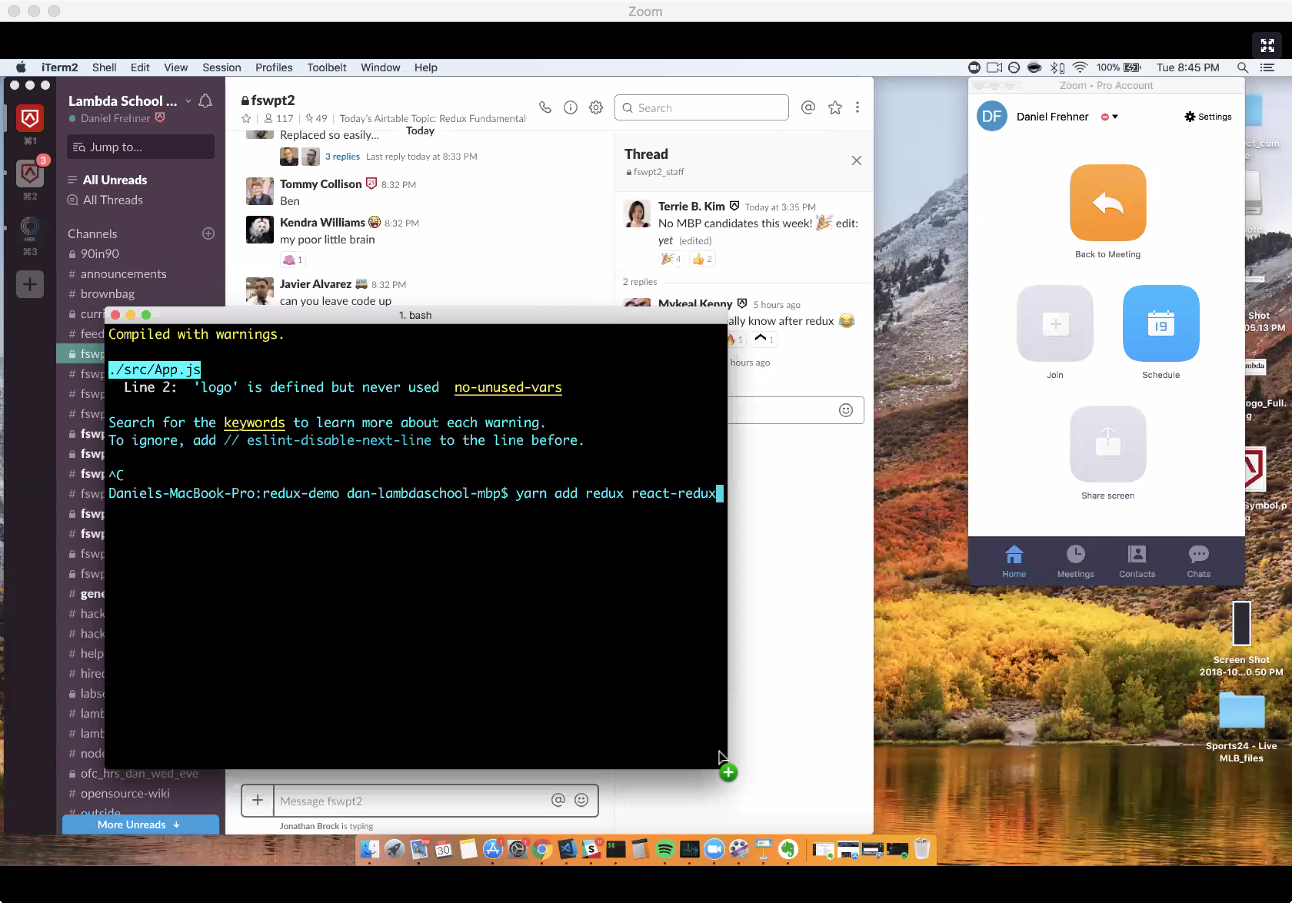 Zoom
iTerm2 Shell Edit View Session Profiles Toolbelt Window Help
100% Tue 8:45 PM
Lambda School ...
Daniel Frehner
⌘1
Jump to...
3
⌘2
All Unreads
All Threads
⌘3
Channels
90in90
# announcements
# brownbag
curri
# feed
fswp
# fswp
# fswp
# fswp
fswp
fswp
fswp
# fswp
fswp
fswp
# fswp
fswp
# gene
# hack
# hack
# help
# hired
labs
# lamb
# lamb
# node
ofc_hrs_dan_wed_eve
# opensource-wiki
# outside
More Unreads ↓
fswpt2
117 | 49 | Today's Airtable Topic: Redux Fundamental
Search
Replaced so easily...
Today
3 replies Last reply today at 8:33 PM
Tommy Collison 8:32 PM
Ben
Kendra Williams 8:32 PM
my poor little brain
1
Javier Alvarez 8:32 PM
can you leave code up
Thread
fswpt2_staff
Terrie B. Kim Today at 3:35 PM
No MBP candidates this week! edit:
yet (edited)
4 2
2 replies
Mykeal Kenny 5 hours ago
ally know after redux
1 1
hours ago
1. bash
Compiled with warnings.
./src/App.js
Line 2: 'logo' is defined but never used no-unused-vars
Search for the keywords to learn more about each warning.
To ignore, add // eslint-disable-next-line to the line before.
^C
Daniels-MacBook-Pro:redux-demo dan-lambdaschool-mbp$ yarn add redux react-redux
+ Message fswpt2
Jonathan Brock is typing
Zoom - Pro Account
DF Daniel Frehner Settings
Back to Meeting
19
Join Schedule
Share screen
Home Meetings Contacts Chats
Shot
05.13 PM
ogo_Full.
g
Symbol.p
g
Screen Shot
2018-10...0.50 PM
Sports24 - Live
MLB_files
30